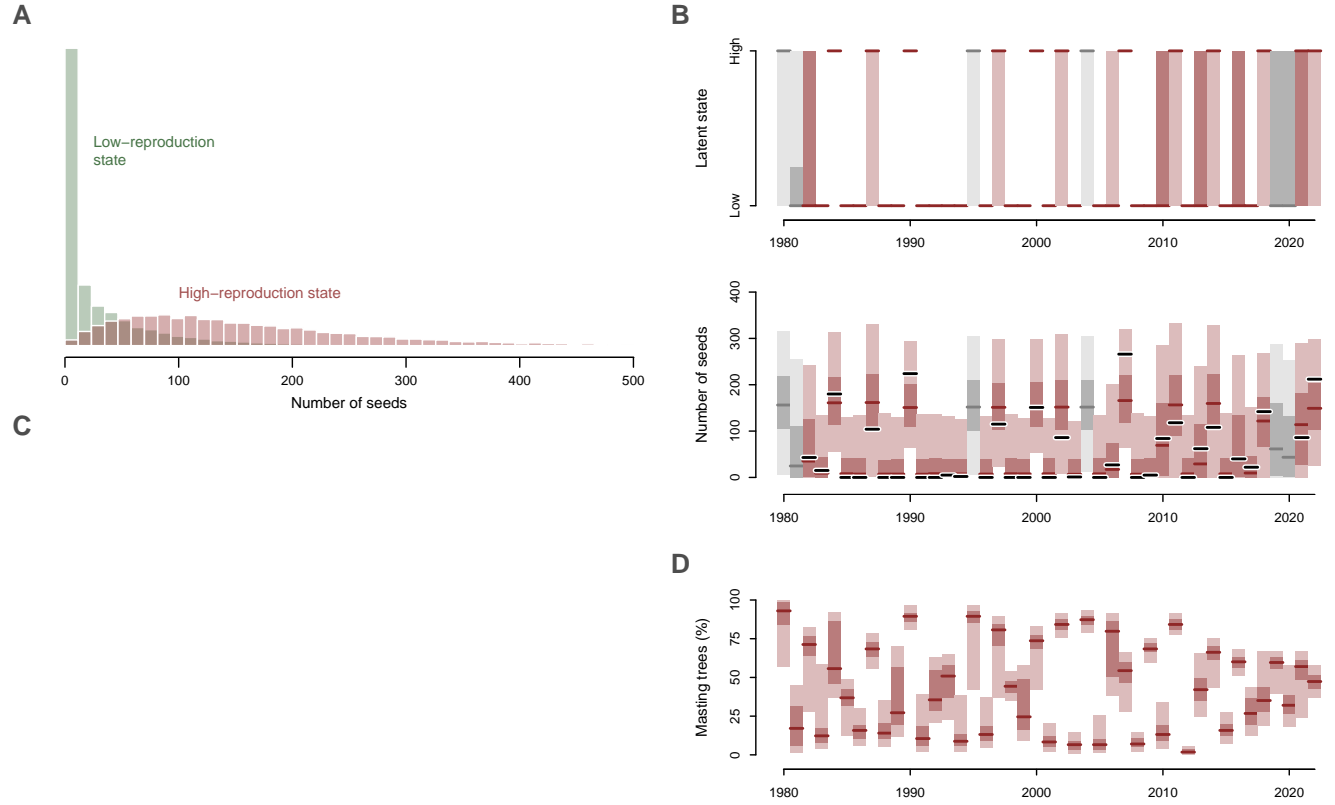 A
Low−reproduction
state
High−reproduction state
0 100 200 300 400 500
Number of seeds
B
High
Low
Latent state
1980 1990 2000 2010 2020
400
300
200
100
0
Number of seeds
1980 1990 2000 2010 2020
C
D
100
75
50
25
0
Masting trees (%)
1980 1990 2000 2010 2020